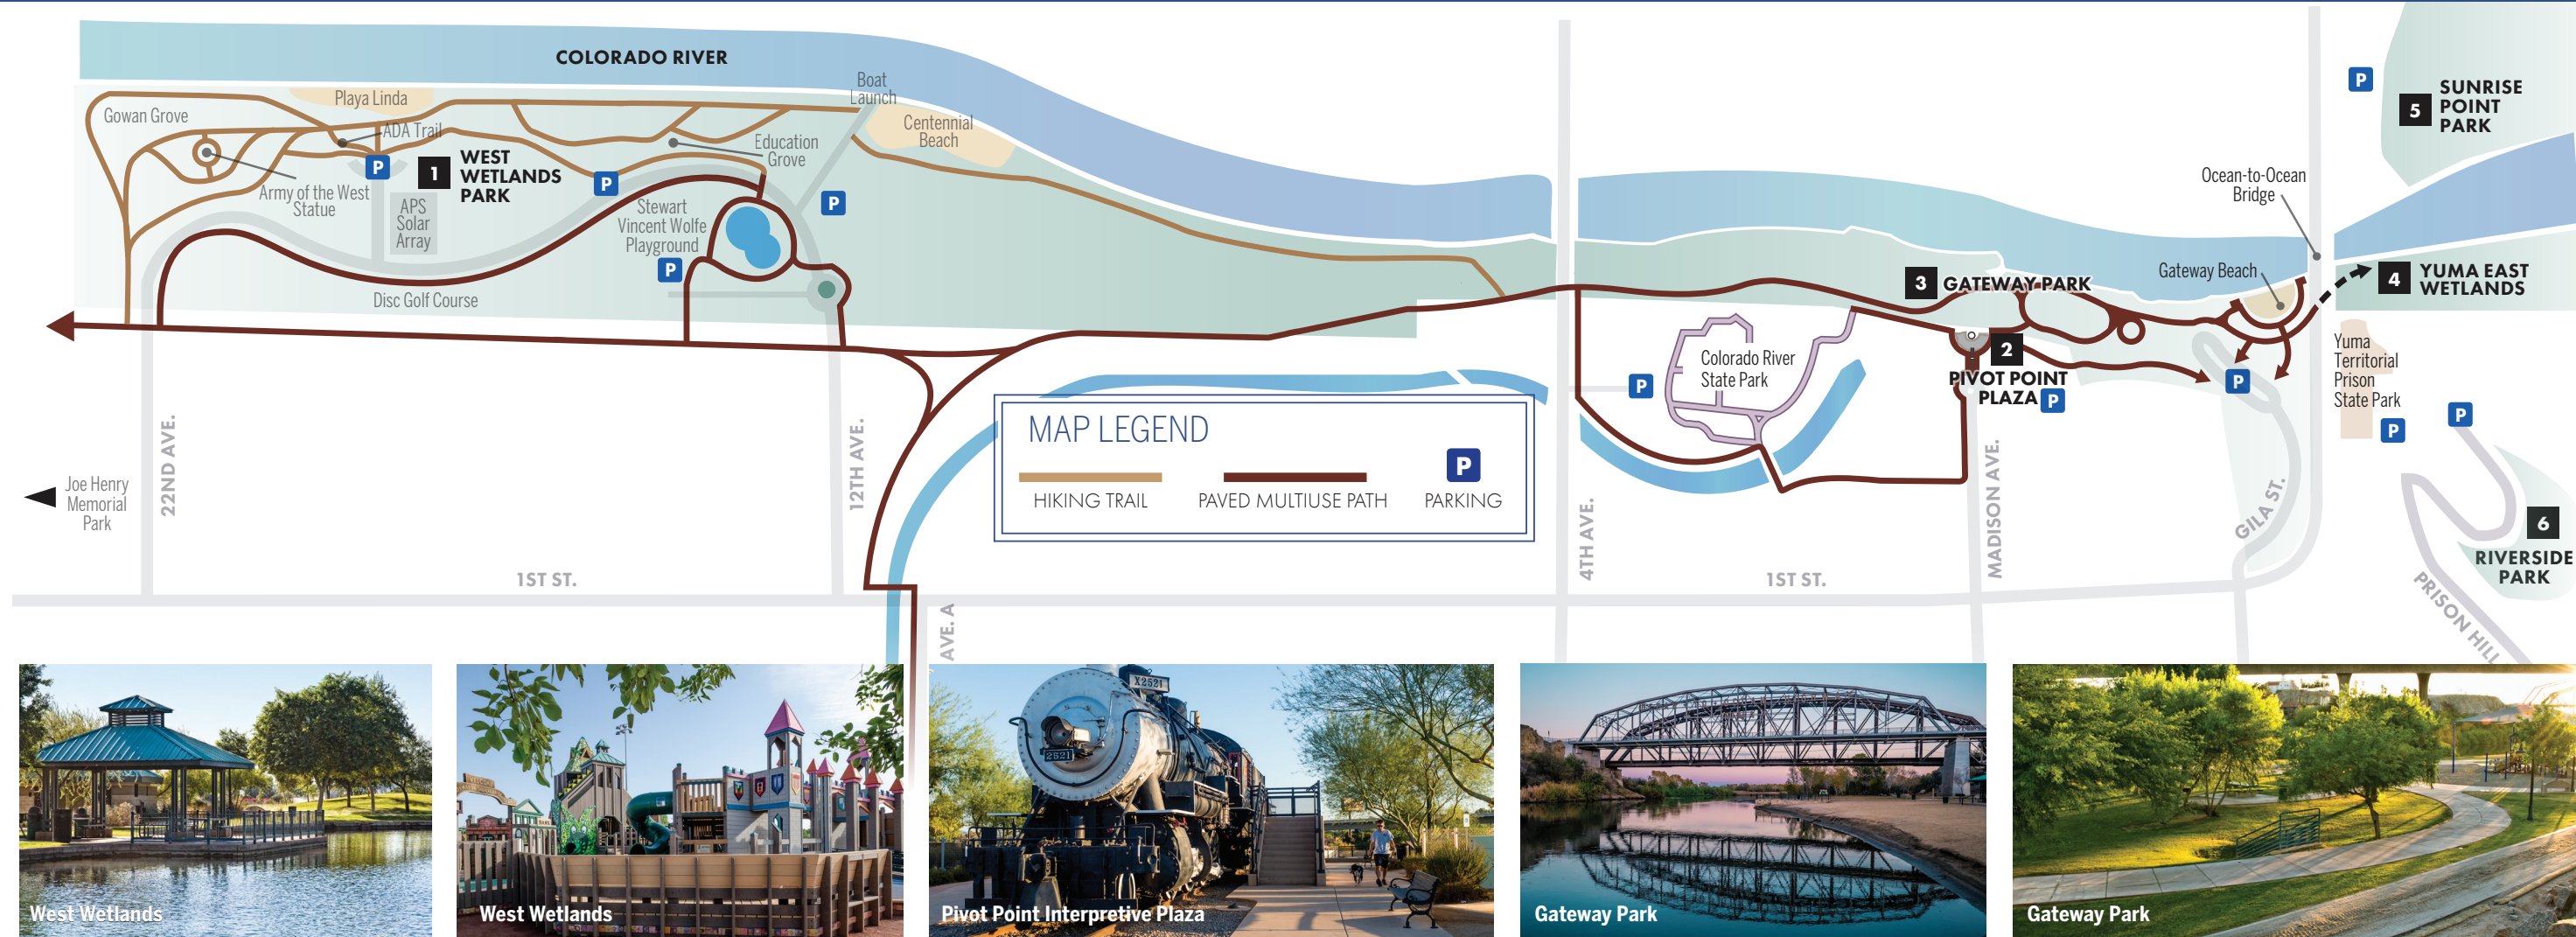 COLORADO RIVER
Boat
Launch
Playa Linda
Gowan Grove
ADA Trail
Centennial
Beach
Education
Grove
1
WEST
WETLANDS
PARK
P
P
P
Army of the West
Statue
APS
Solar
Array
Stewart
Vincent Wolfe
Playground
P
Disc Golf Course
P
5
SUNRISE
POINT
PARK
Ocean-to-Ocean
Bridge
Gateway Beach
3
GATEWAY PARK
4
YUMA EAST
WETLANDS
2
PIVOT POINT
PLAZA
P
P
Colorado River
State Park
P
Yuma
Territorial
Prison
State Park
P
P
6
RIVERSIDE
PARK
PRISON HILL
GILA ST.
MADISON AVE.
4TH AVE.
1ST ST.
MAP LEGEND
HIKING TRAIL
PAVED MULTIUSE PATH
P
PARKING
22ND AVE.
12TH AVE.
Joe Henry
Memorial
Park
1ST ST.
AVE. A
West Wetlands
West Wetlands
X2521
2521
Pivot Point Interpretive Plaza
Gateway Park
Gateway Park